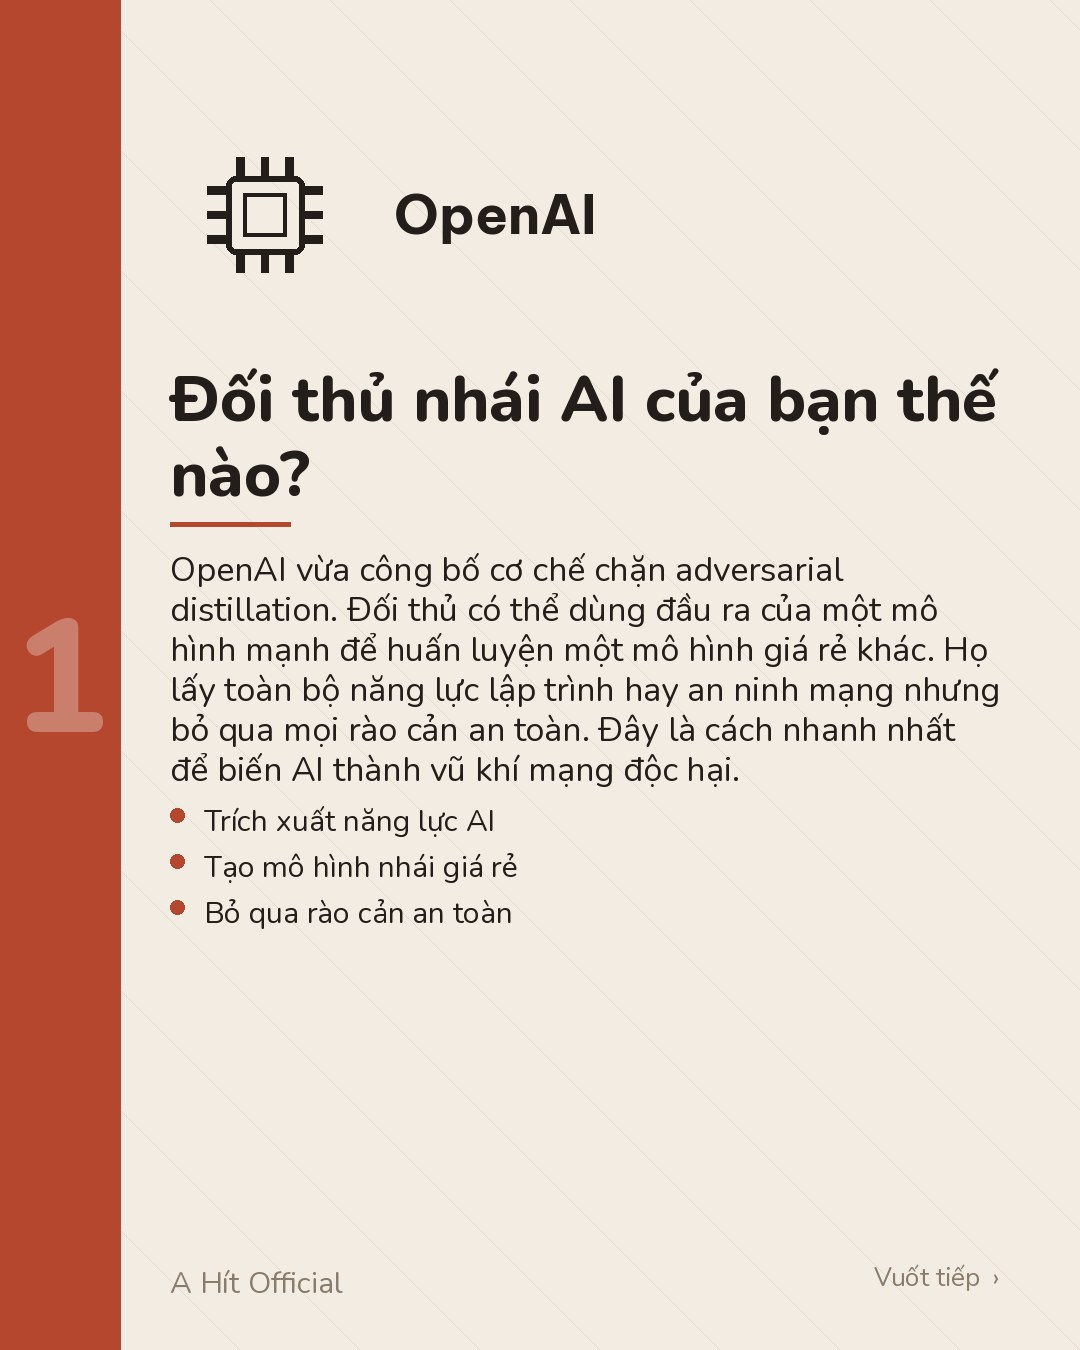 OpenAI
Đối thủ nhái AI của bạn thế
nào?
OpenAI vừa công bố cơ chế chặn adversarial
distillation. Đối thủ có thể dùng đầu ra của một mô
hình mạnh để huấn luyện một mô hình giá rẻ khác. Họ
lấy toàn bộ năng lực lập trình hay an ninh mạng nhưng
bỏ qua mọi rào cản an toàn. Đây là cách nhanh nhất
để biến AI thành vũ khí mạng độc hại.
1
Trích xuất năng lực AI
Tạo mô hình nhái giá rẻ
Bỏ qua rào cản an toàn
A Hít Official
Vuốt tiếp ›